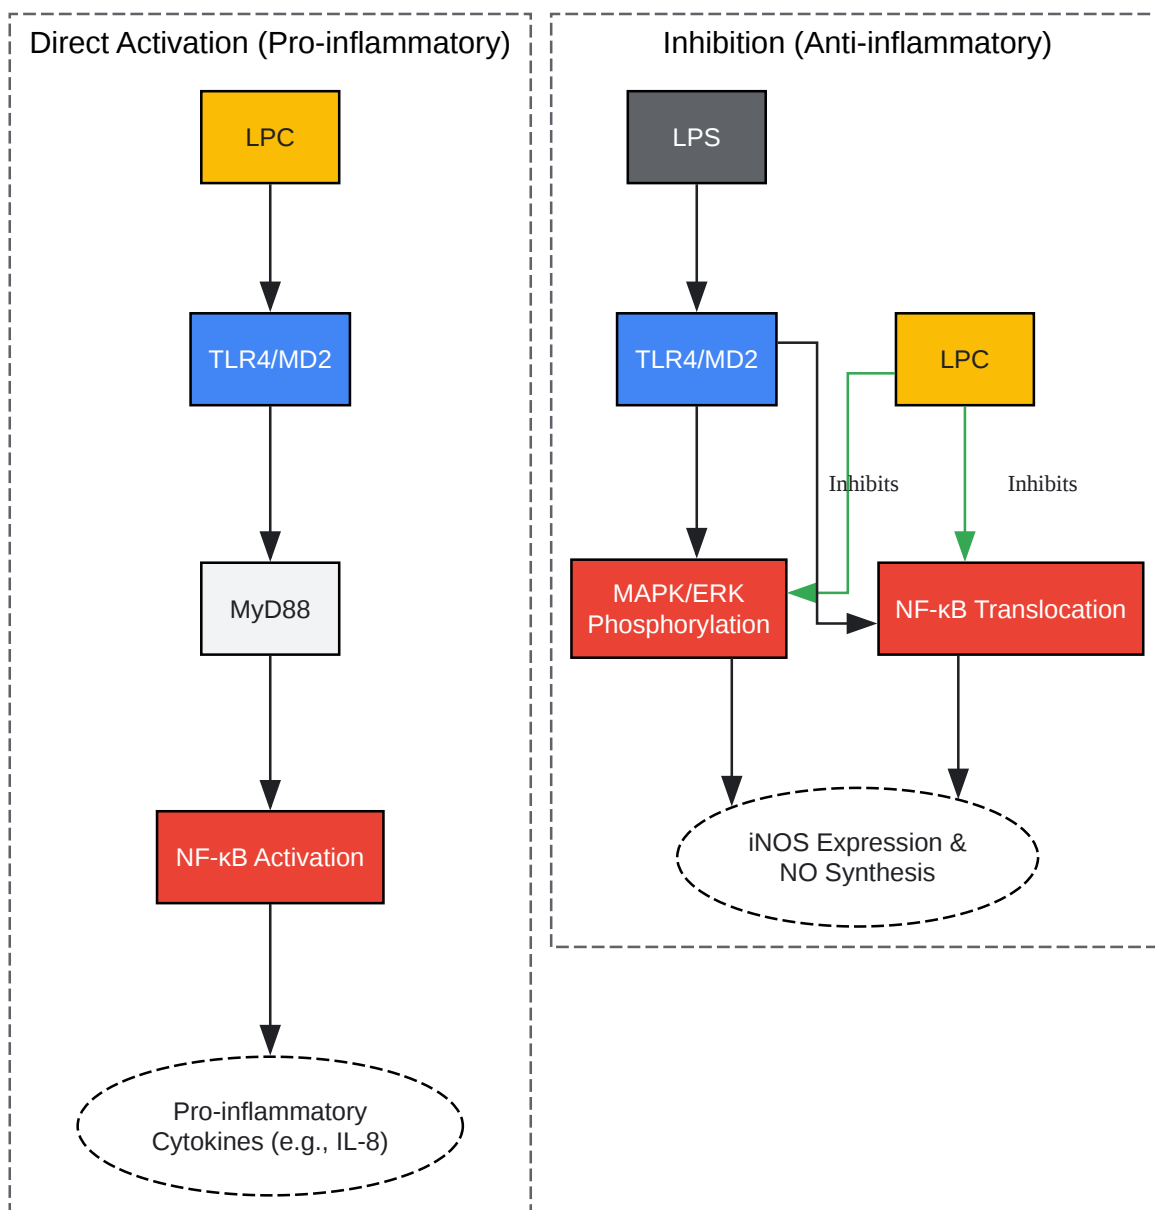 Direct Activation (Pro-inflammatory)
LPC
TLR4/MD2
MyD88
NF-κB Activation
Pro-inflammatory
Cytokines (e.g., IL-8)
Inhibition (Anti-inflammatory)
LPS
TLR4/MD2
LPC
Inhibits
Inhibits
MAPK/ERK
Phosphorylation
NF-κB Translocation
iNOS Expression &
NO Synthesis